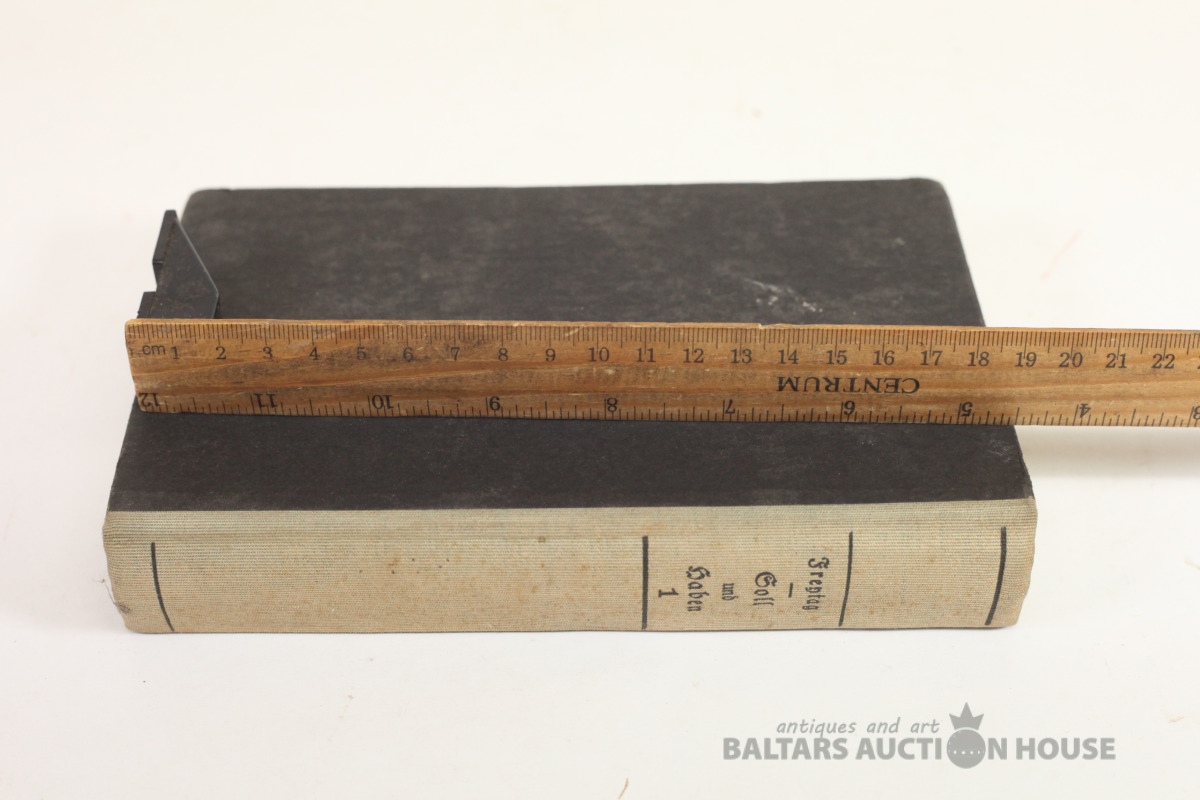 cm 1 2 3 4 5 6 7 8 9 10 11 12 13 14 15 16 17 18 19 20 21 22
CENTRUM
12 11 10 9 8 7 6 5 4 3
Freytag
—
Soll
und
Haben
1
antiques and art
BALTARS AUCTION HOUSE